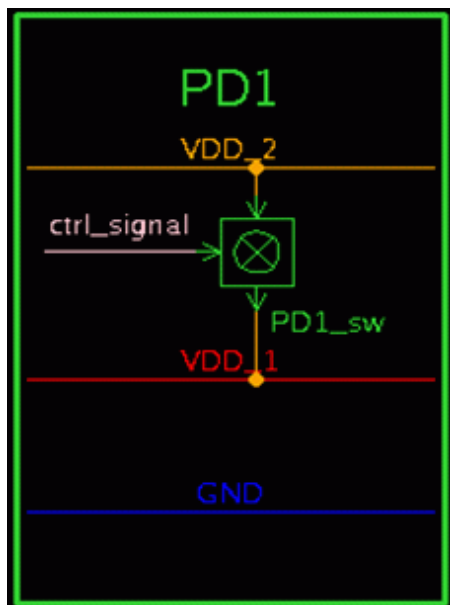 PD1
VDD_2
ctrl_signal
PD1_sw
VDD_1
GND